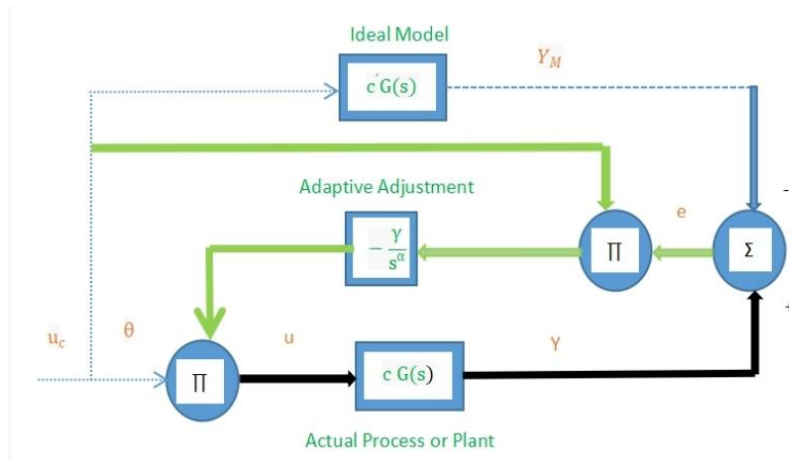 Ideal Model
c' G(s)
Y_M
Adaptive Adjustment
-
e
− γ/s^α
Π
Σ
+
u_c
θ
u
γ
Π
c G(s)
Actual Process or Plant